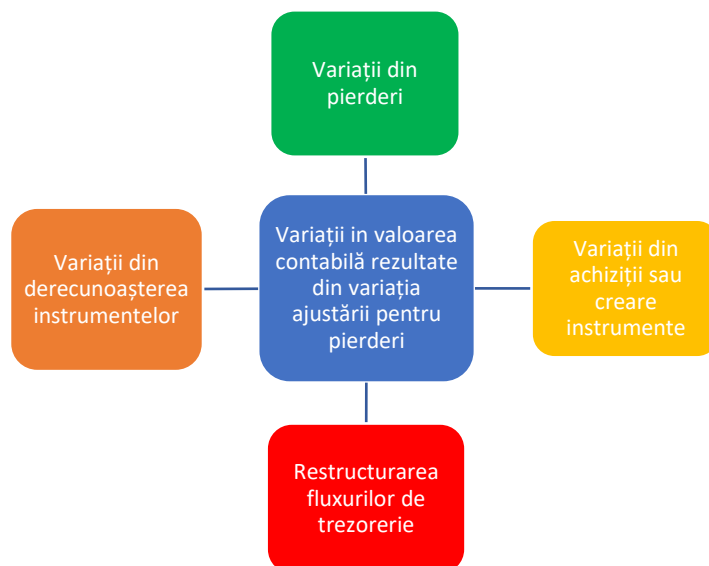 Variații din
pierderi
Variații din
derecunoașterea
instrumentelor
Variații in valoarea
contabilă rezultate
din variația
ajustării pentru
pierderi
Variații din
achiziții sau
creare
instrumente
Restructurarea
fluxurilor de
trezorerie